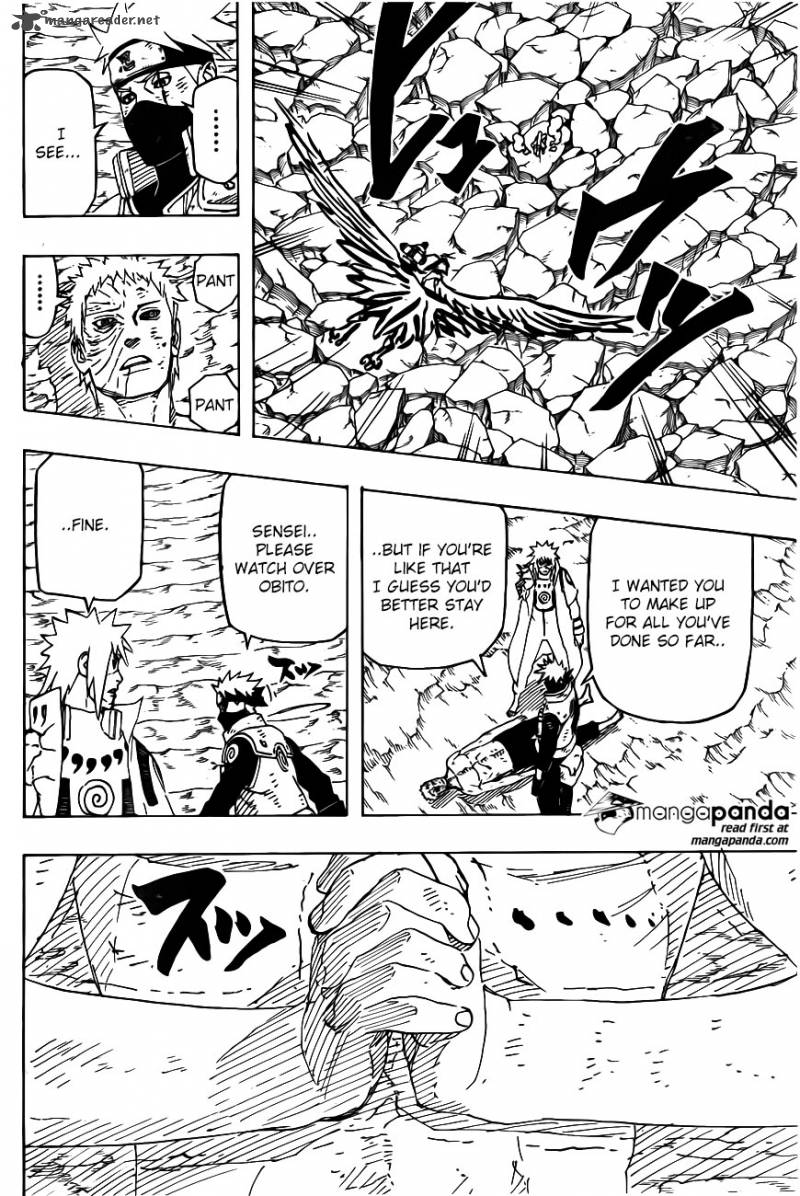 mangareader.net
ビュ
ゴッ
......
I
SEE...
......
PANT
PANT
I WANTED YOU
TO MAKE UP
FOR ALL YOU'VE
DONE SO FAR..
..BUT IF YOU'RE
LIKE THAT
I GUESS YOU'D
BETTER STAY
HERE.
SENSEI..
PLEASE
WATCH OVER
OBITO.
ズッ
..FINE.
mangapanda
read first at
mangapanda.com
スッ